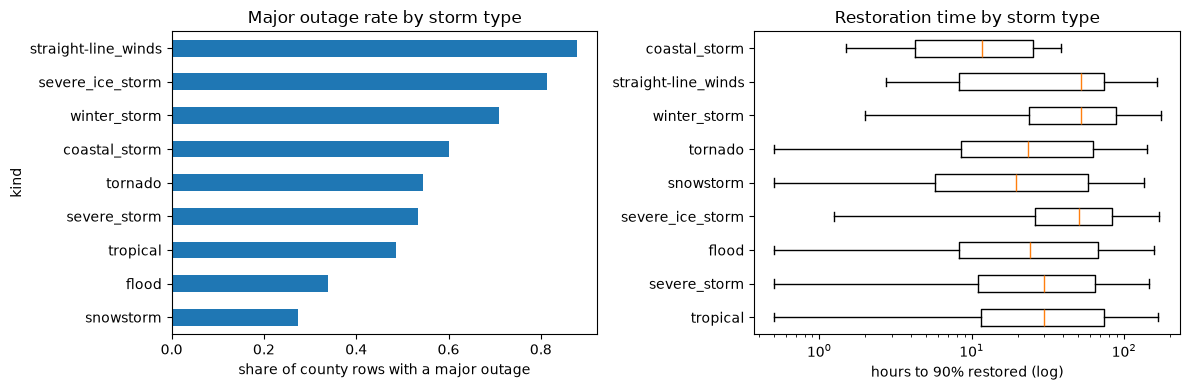 Major outage rate by storm type
kind
straight-line_winds
severe_ice_storm
winter_storm
coastal_storm
tornado
severe_storm
tropical
flood
snowstorm
0.0 0.2 0.4 0.6 0.8
share of county rows with a major outage
Restoration time by storm type
coastal_storm
straight-line_winds
winter_storm
tornado
snowstorm
severe_ice_storm
flood
severe_storm
tropical
10⁰ 10¹ 10²
hours to 90% restored (log)